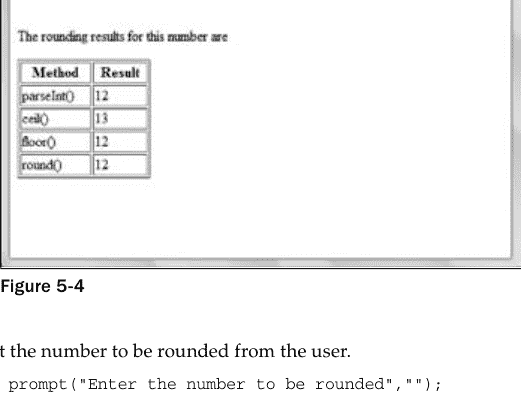 The rounding results for this number are
Method Result
parseInt() 12
ceil() 13
floor() 12
round() 12
Figure 5-4
t the number to be rounded from the user.
prompt("Enter the number to be rounded","");